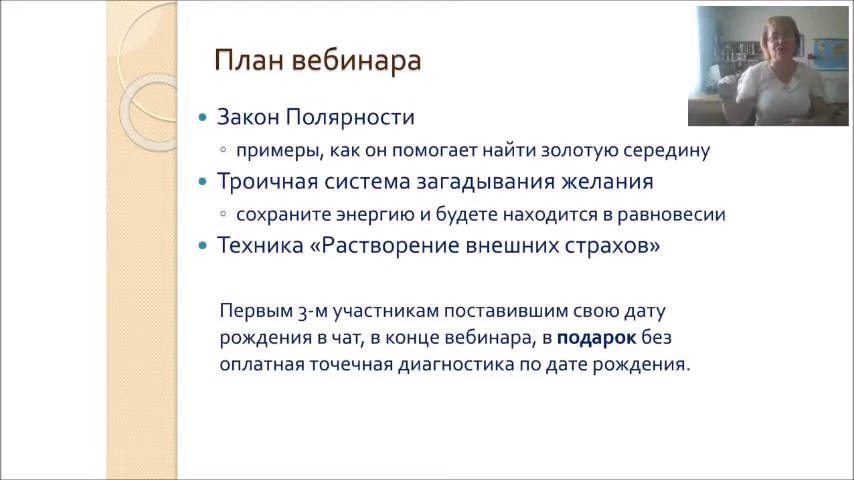 План вебинара
Закон Полярности
примеры, как он помогает найти золотую середину
Троичная система загадывания желания
сохраните энергию и будете находится в равновесии
Техника «Растворение внешних страхов»
Первым 3-м участникам поставившим свою дату
рождения в чат, в конце вебинара, в подарок без
оплатная точечная диагностика по дате рождения.